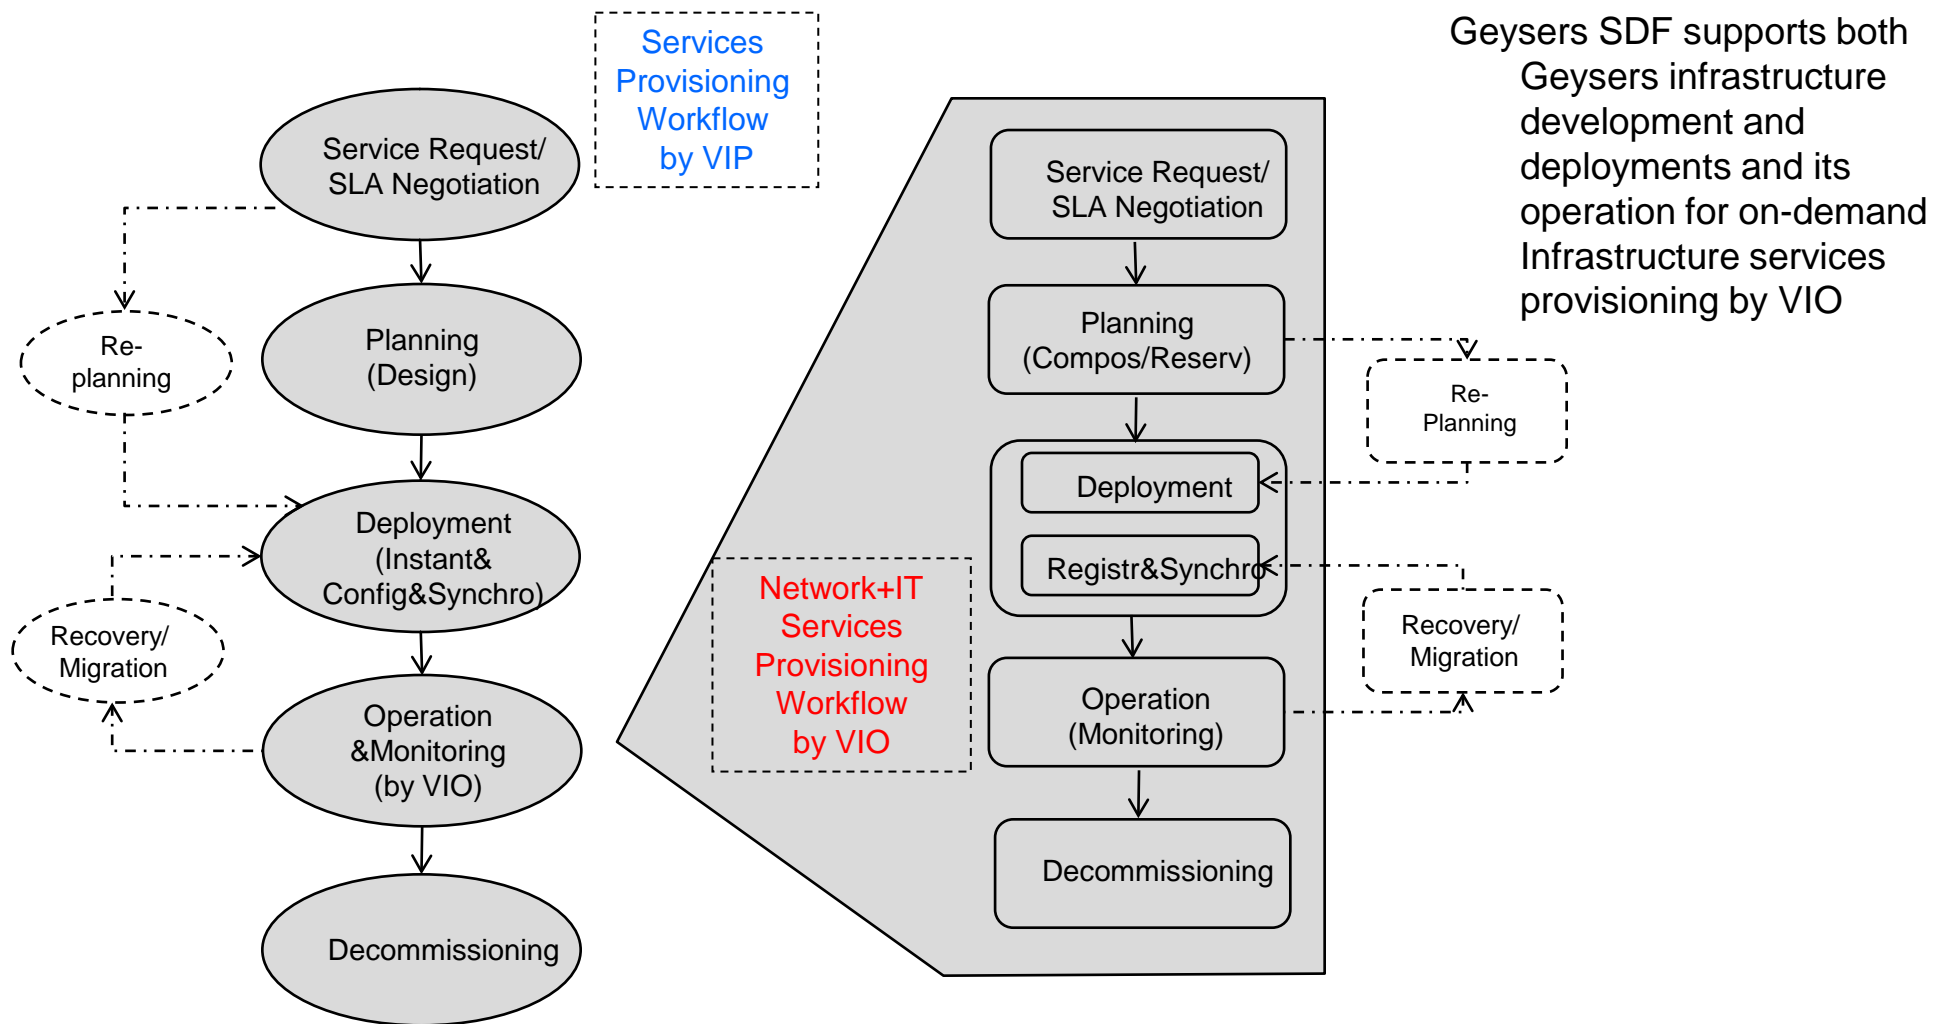 Services
Provisioning
Workflow
by VIP
Service Request/
SLA Negotiation
Re-
planning
Planning
(Design)
Deployment
(Instant&
Config&Synchro)
Recovery/
Migration
Operation
&Monitoring
(by VIO)
Decommissioning
Service Request/
SLA Negotiation
Planning
(Compos/Reserv)
Re-
Planning
Deployment
Registr&Synchro
Network+IT
Services
Provisioning
Workflow
by VIO
Recovery/
Migration
Operation
(Monitoring)
Decommissioning
Geysers SDF supports both
Geysers infrastructure
development and
deployments and its
operation for on-demand
Infrastructure services
provisioning by VIO